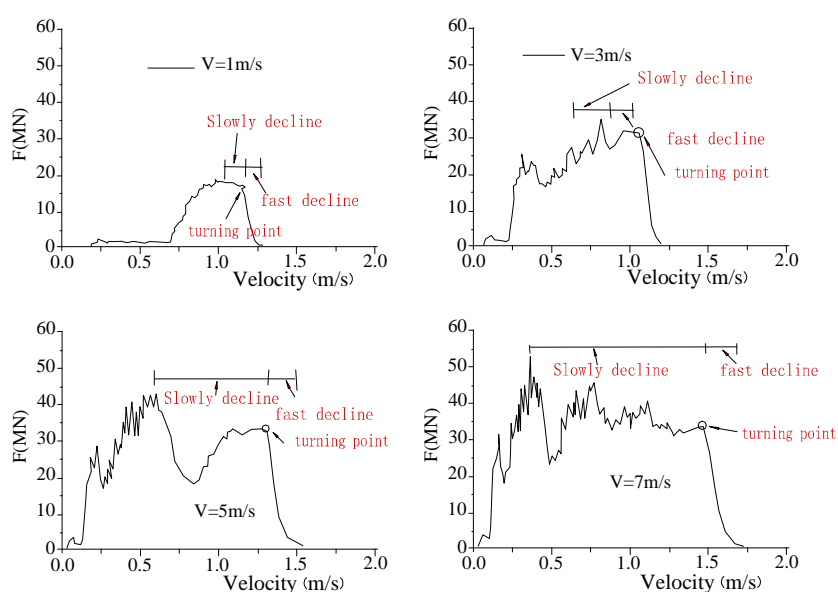 60
50
40
30
20
10
0
F(MN)
V=1m/s
Slowly decline
fast decline
turning point
0.0
0.5
1.0
1.5
2.0
Velocity (m/s)
60
50
40
30
20
10
0
F(MN)
V=3m/s
Slowly decline
fast decline
turning point
0.0
0.5
1.0
1.5
2.0
Velocity (m/s)
60
50
40
30
20
10
0
F(MN)
Slowly decline
fast decline
turning point
V=5m/s
0.0
0.5
1.0
1.5
2.0
Velocity (m/s)
60
50
40
30
20
10
0
F(MN)
Slowly decline
fast decline
turning point
V=7m/s
0.0
0.5
1.0
1.5
2.0
Velocity (m/s)